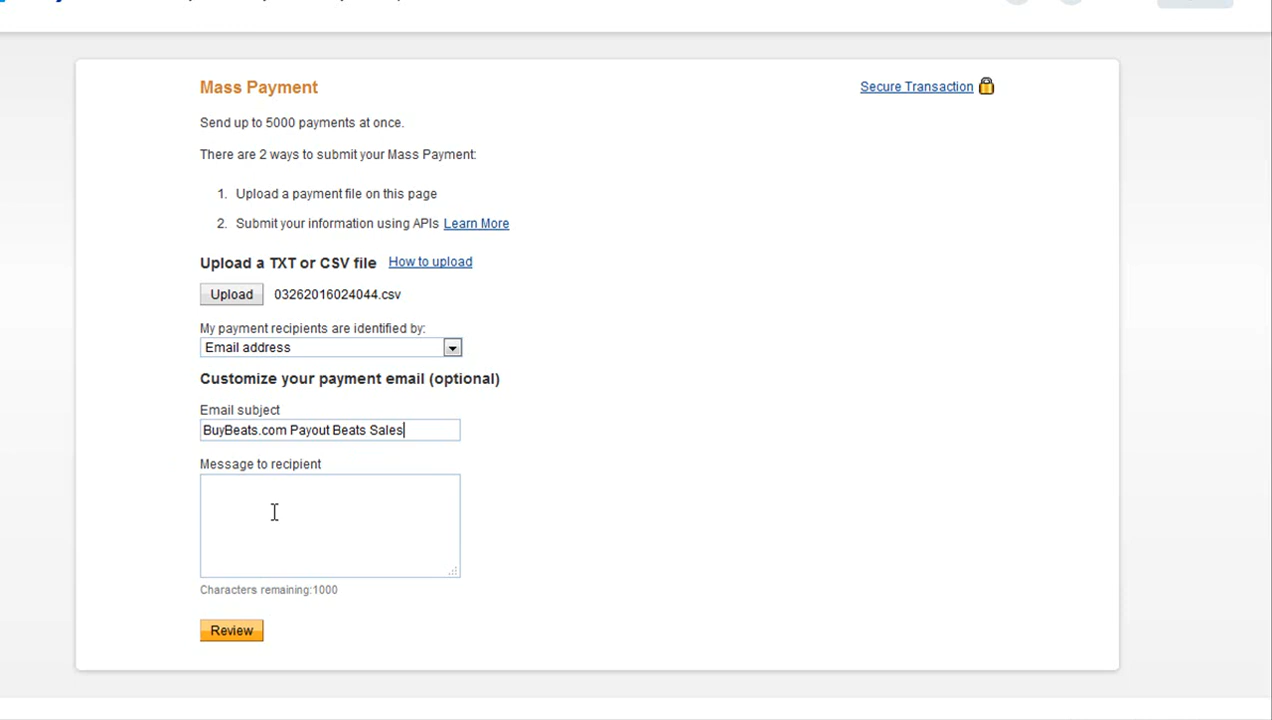 Mass Payment
Secure Transaction
Send up to 5000 payments at once.
There are 2 ways to submit your Mass Payment:
1. Upload a payment file on this page
2. Submit your information using APIs Learn More
Upload a TXT or CSV file How to upload
Upload 03262016024044.csv
My payment recipients are identified by:
Email address
Customize your payment email (optional)
Email subject
BuyBeats.com Payout Beats Sales
Message to recipient
Characters remaining:1000
Review